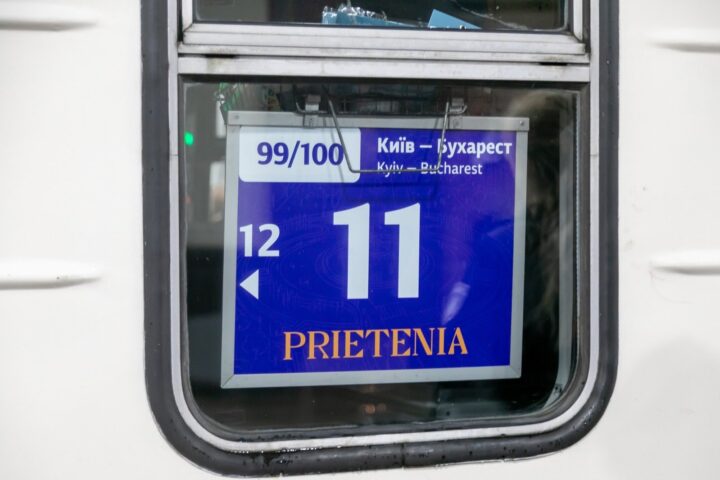 99/100
Київ — Бухарест
Kyiv — Bucharest
12
11
PRIETENIA